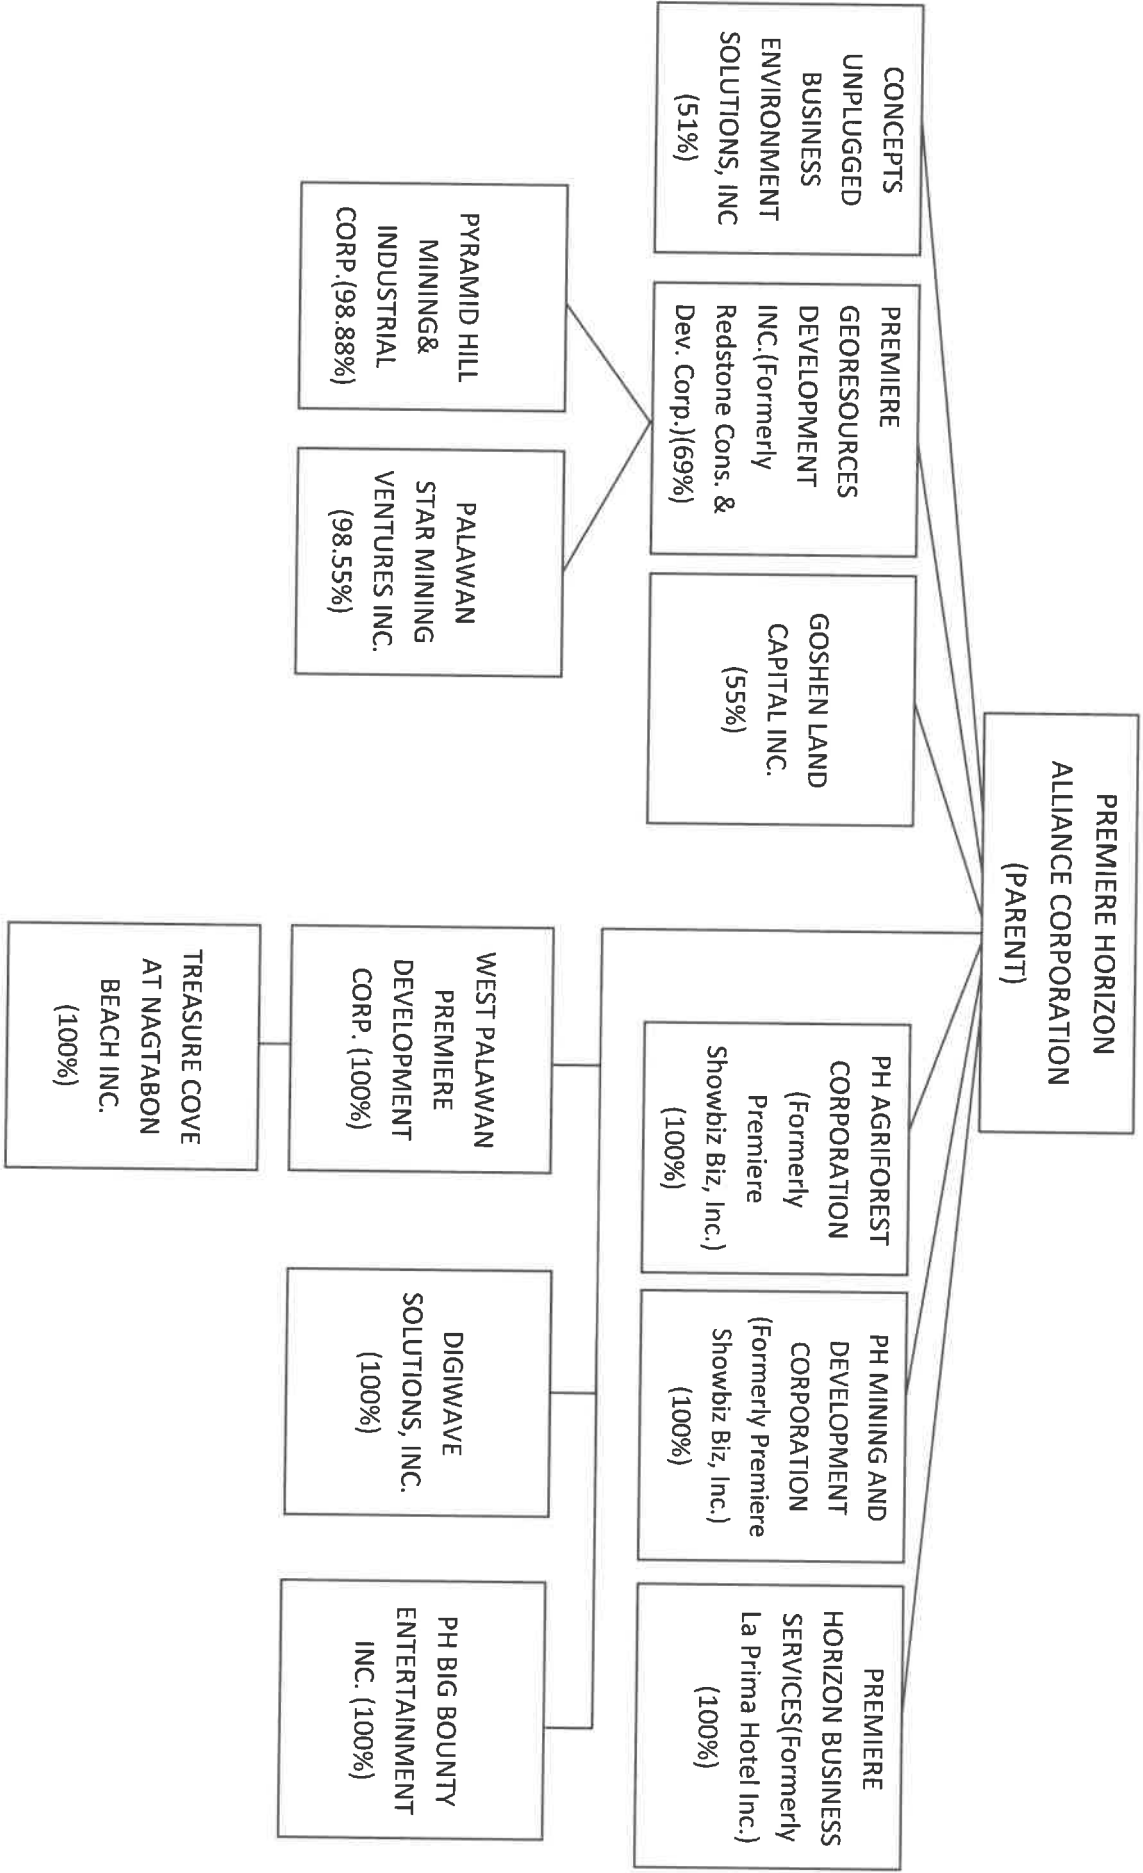 PREMIERE HORIZON
ALLIANCE CORPORATION
(PARENT)
CONCEPTS
UNPLUGGED
BUSINESS
ENVIRONMENT
SOLUTIONS, INC
(51%)
PREMIERE
GEORESOURCES
DEVELOPMENT
INC.(Formerly
Redstone Cons. &
Dev. Corp.)(69%)
GOSHEN LAND
CAPITAL INC.
(55%)
PH AGRIFOREST
CORPORATION
(Formerly
Premiere
Showbiz Biz, Inc.)
(100%)
PH MINING AND
DEVELOPMENT
CORPORATION
(Formerly Premiere
Showbiz Biz, Inc.)
(100%)
PREMIERE
HORIZON BUSINESS
SERVICES(Formerly
La Prima Hotel Inc.)
(100%)
PYRAMID HILL
MINING&
INDUSTRIAL
CORP.(98.88%)
PALAWAN
STAR MINING
VENTURES INC.
(98.55%)
WEST PALAWAN
PREMIERE
DEVELOPMENT
CORP. (100%)
DIGIWAVE
SOLUTIONS, INC.
(100%)
PH BIG BOUNTY
ENTERTAINMENT
INC. (100%)
TREASURE COVE
AT NAGTABON
BEACH INC.
(100%)